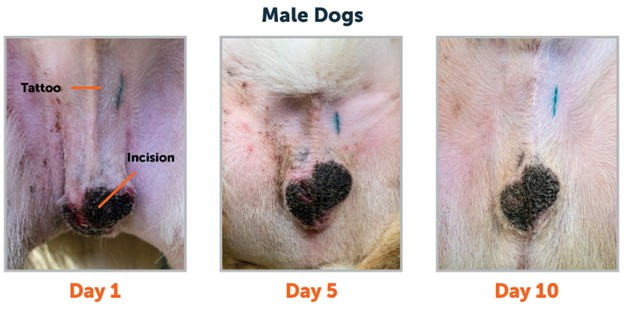 Male Dogs
Tattoo
Incision
Day 1
Day 5
Day 10